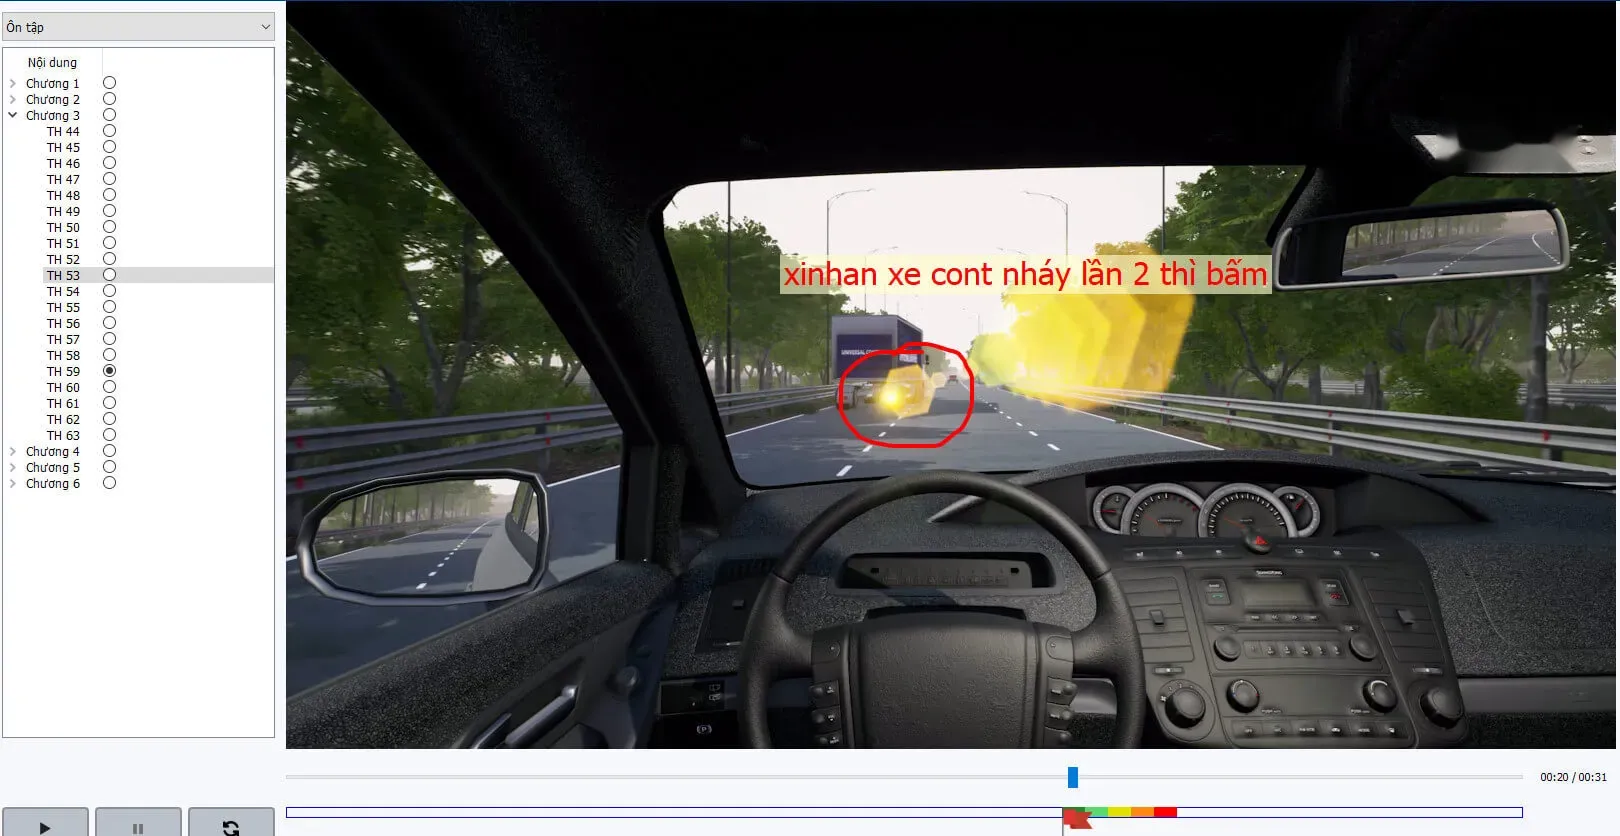 Ôn tập
Nội dung
Chương 1
Chương 2
Chương 3
TH 44
TH 45
TH 46
TH 47
TH 48
TH 49
TH 50
TH 51
TH 52
TH 53
TH 54
TH 55
TH 56
TH 57
TH 58
TH 59
TH 60
TH 61
TH 62
TH 63
Chương 4
Chương 5
Chương 6
xinhan xe cont nháy lần 2 thì bấm
UNIVERSAL
00:20 / 00:31